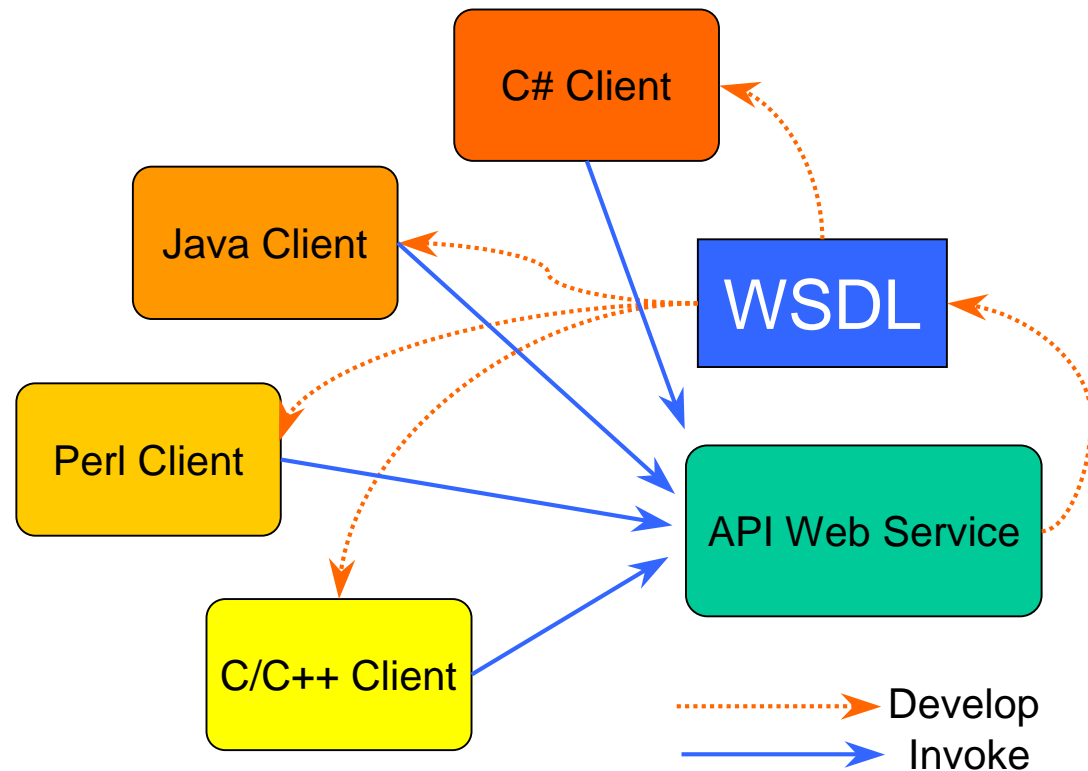 C# Client
Java Client
WSDL
Perl Client
API Web Service
C/C++ Client
Develop
Invoke